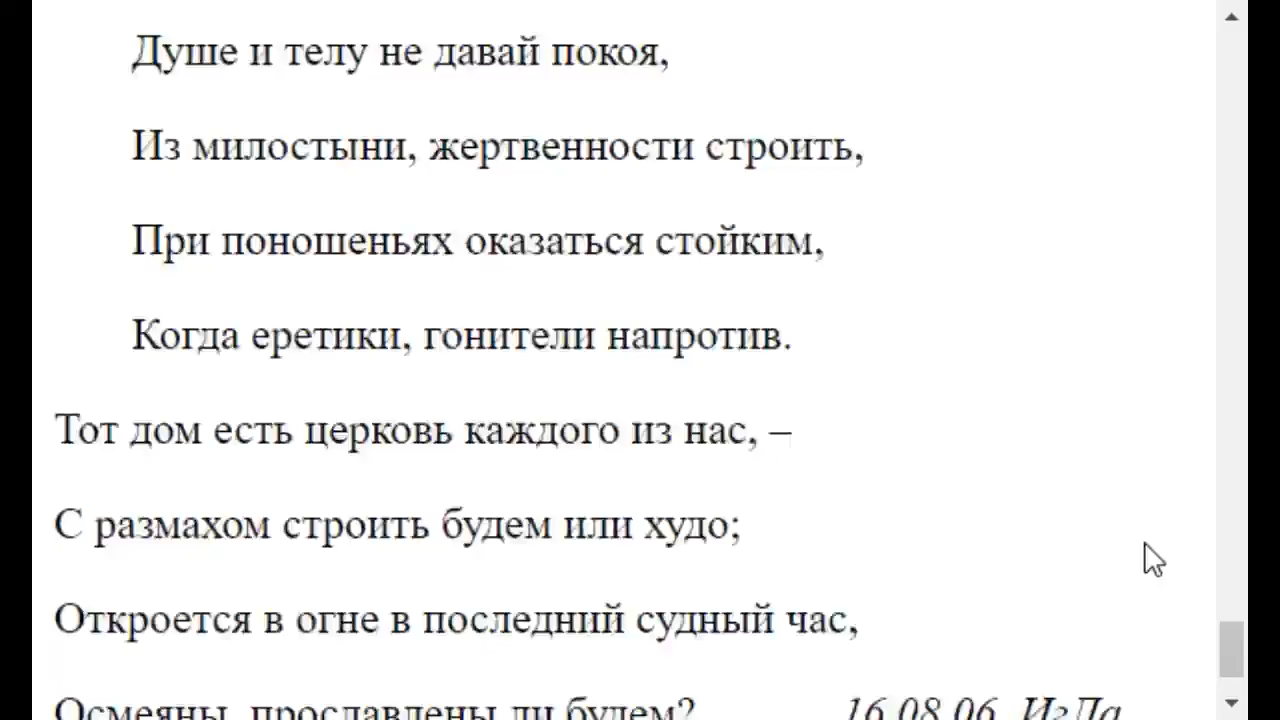 Душе и телу не давай покоя,
Из милостыни, жертвенности строить,
При поношеньях оказаться стойким,
Когда еретики, гонители напротив.
Тот дом есть церковь каждого из нас, –
С размахом строить будем или худо;
Откроется в огне в последний судный час,
Осмеяны, прославлены ли будем? 16.08.06. ИгЛа